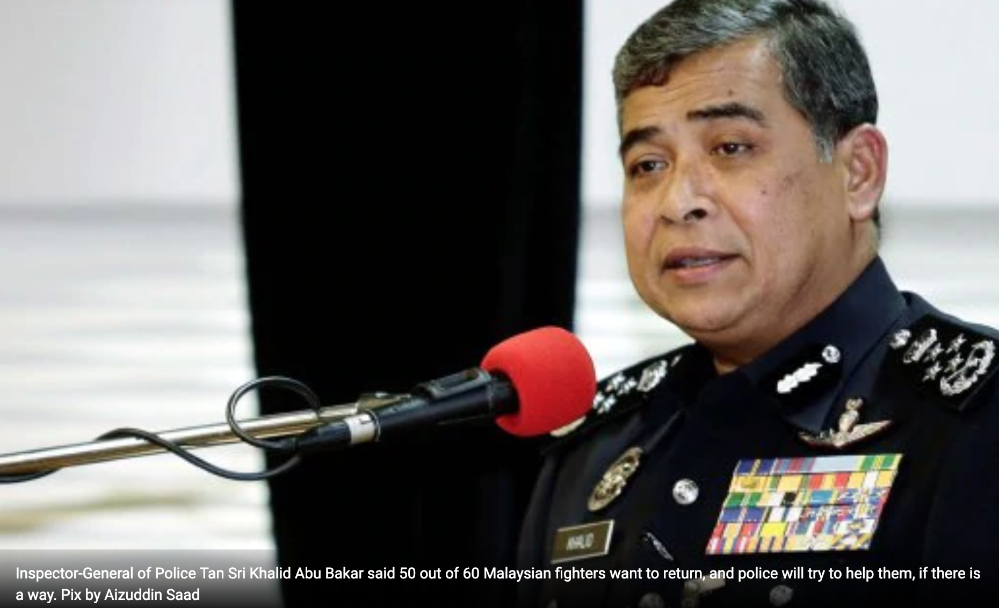 KHALID
Inspector-General of Police Tan Sri Khalid Abu Bakar said 50 out of 60 Malaysian fighters want to return, and police will try to help them, if there is
a way. Pix by Aizuddin Saad